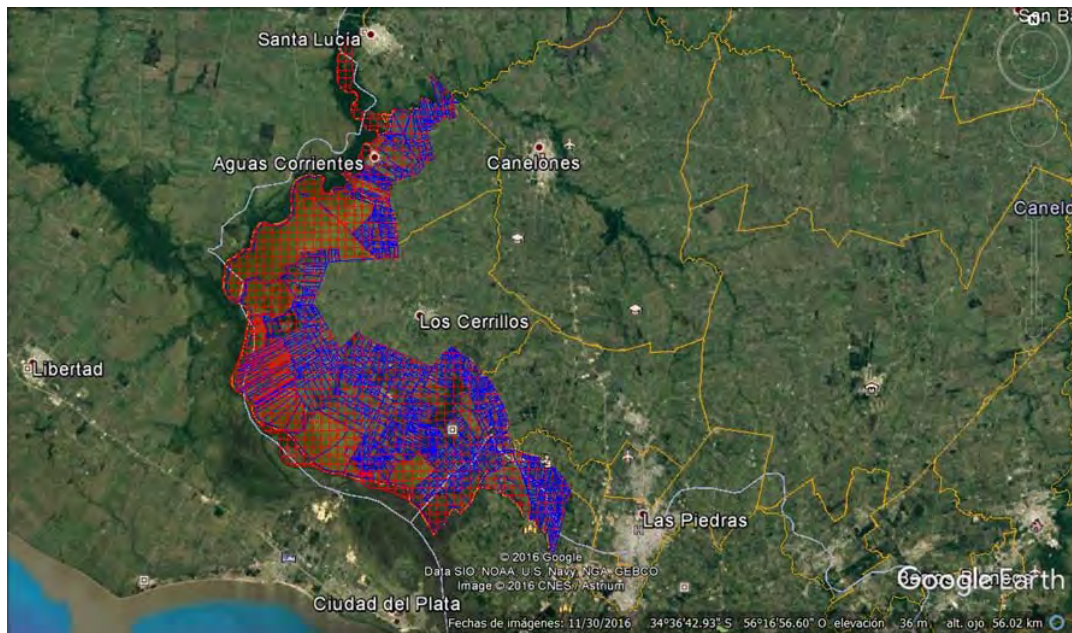 San Ba
N
Santa Lucía
Aguas Corrientes
Canelones
Canelo
Los Cerrillos
Libertad
Las Piedras
© 2016 Google
Data SIO, NOAA, U.S. Navy, NGA, GEBCO
Image © 2016 CNES / Astrium
Google Earth
Ciudad del Plata
Fechas de imágenes: 11/30/2016 34°36'42.93" S 56°16'56.60" O elevación 36 m alt. ojo 56.02 km